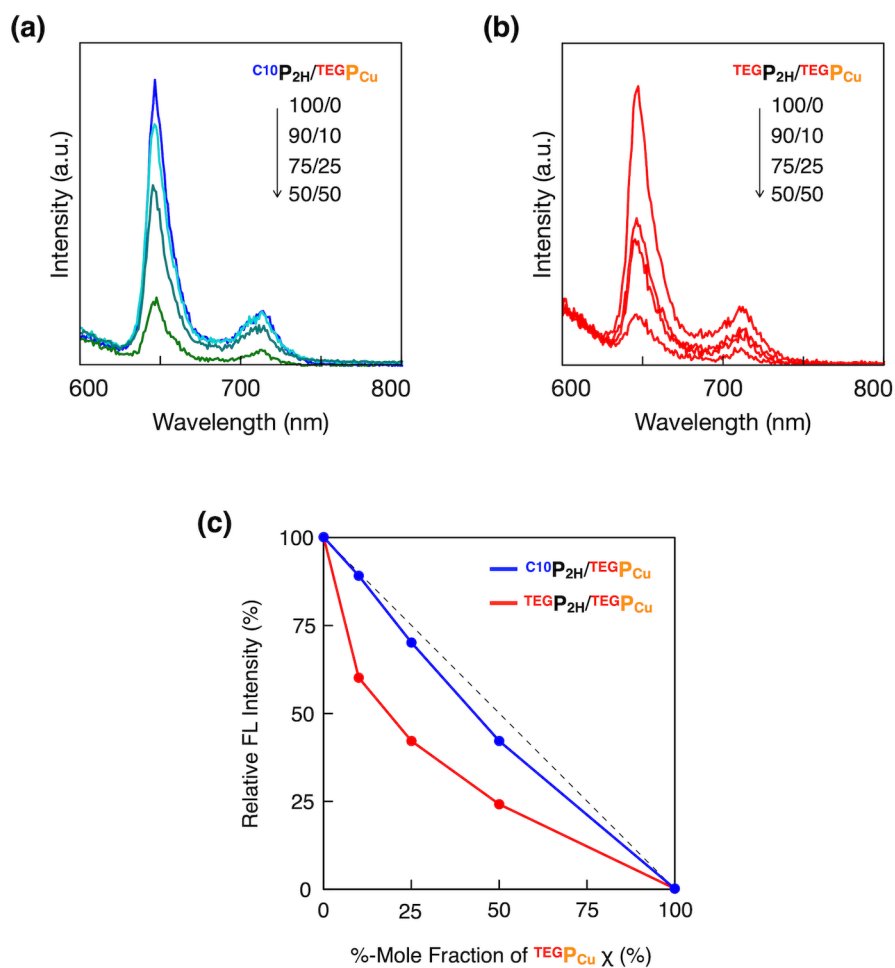 (a)
C10P2H/TEGPCu
100/0
90/10
75/25
50/50
Intensity (a.u.)
600 700 800
Wavelength (nm)
(b)
TEGP2H/TEGPCu
100/0
90/10
75/25
50/50
Intensity (a.u.)
600 700 800
Wavelength (nm)
(c)
C10P2H/TEGPCu
TEGP2H/TEGPCu
Relative FL Intensity (%)
100
75
50
25
0
0 25 50 75 100
%-Mole Fraction of TEGPCu χ (%)